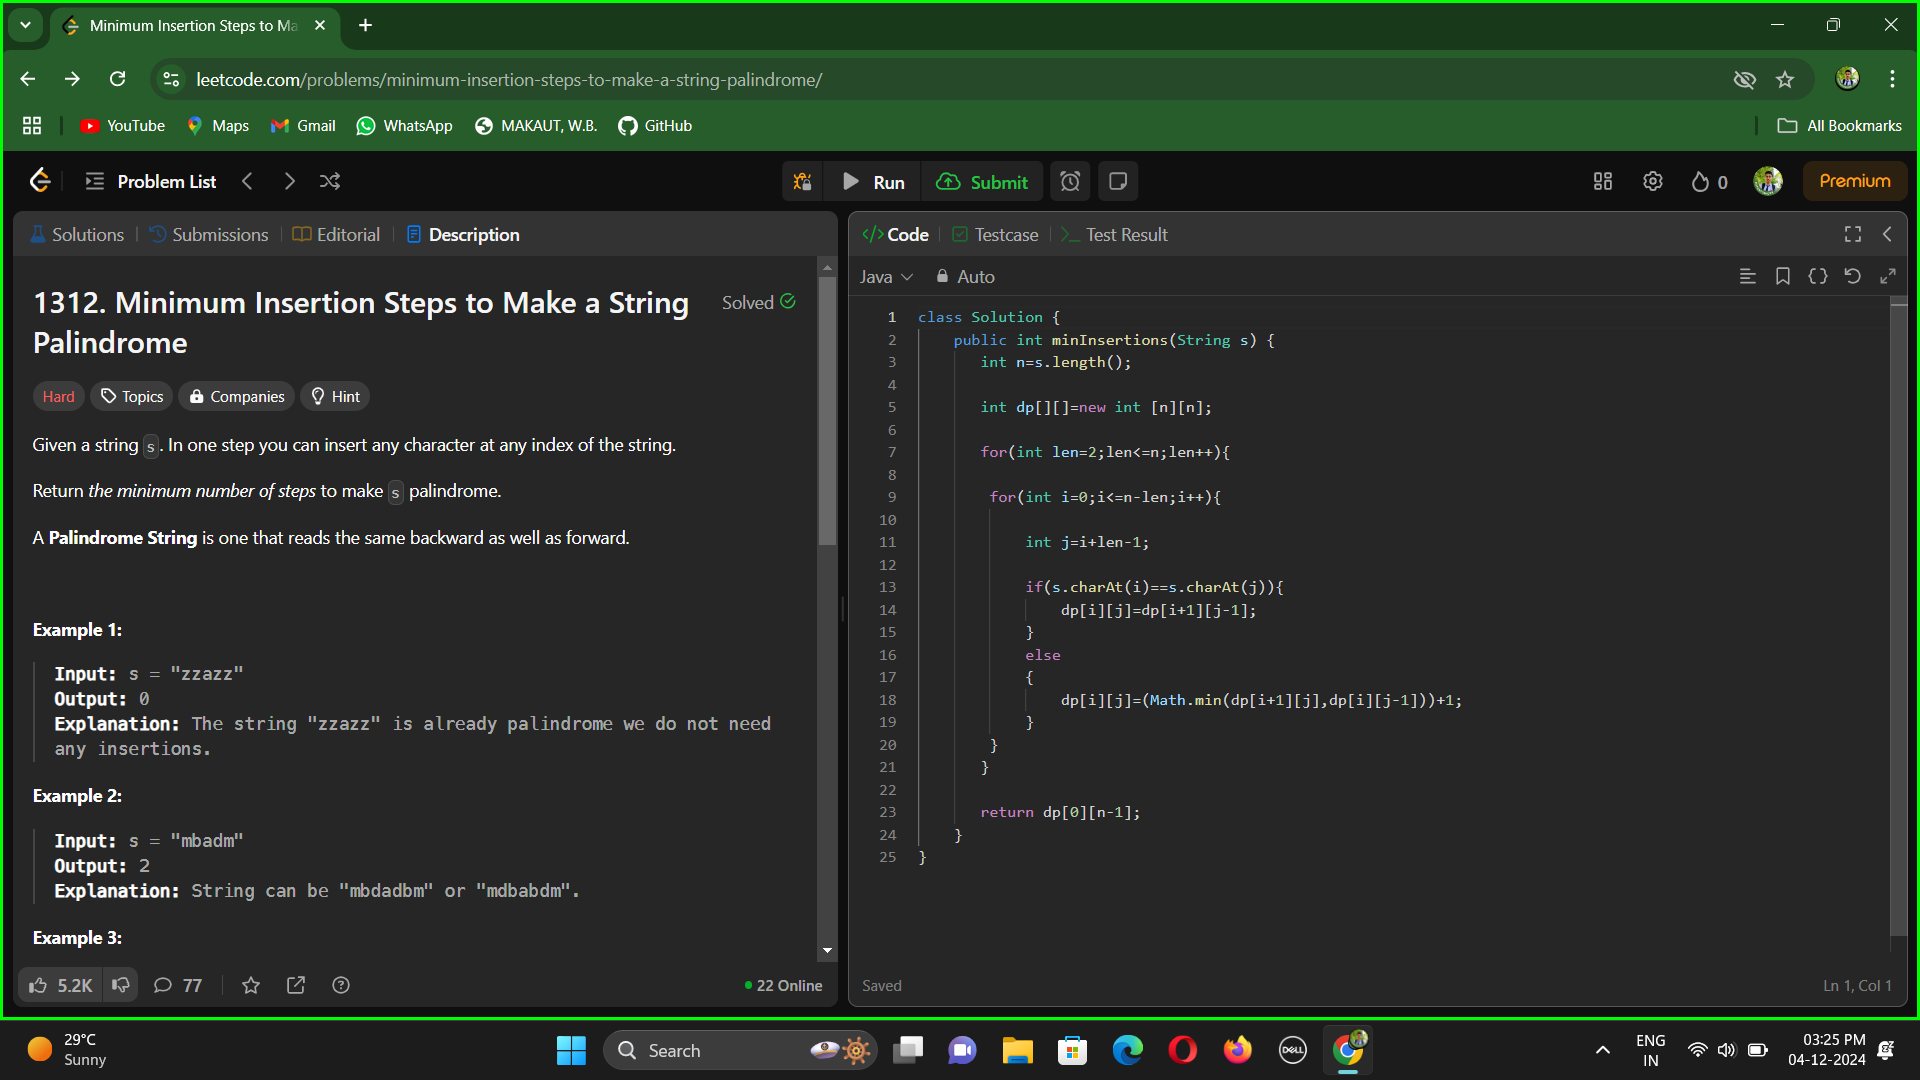 Minimum Insertion Steps to Ma
leetcode.com/problems/minimum-insertion-steps-to-make-a-string-palindrome/
YouTube Maps Gmail WhatsApp MAKAUT, W.B. GitHub All Bookmarks
Problem List Run Submit 0 Premium
Solutions Submissions Editorial Description
1312. Minimum Insertion Steps to Make a String
Palindrome
Solved
Hard Topics Companies Hint
Given a string s. In one step you can insert any character at any index of the string.
Return the minimum number of steps to make s palindrome.
A Palindrome String is one that reads the same backward as well as forward.
Example 1:
Input: s = "zzazz"
Output: 0
Explanation: The string "zzazz" is already palindrome we do not need
any insertions.
Example 2:
Input: s = "mbadm"
Output: 2
Explanation: String can be "mbdadbm" or "mdbabdm".
Example 3:
5.2K 77 22 Online
</> Code Testcase >_ Test Result
Java Auto
1 class Solution {
2 public int minInsertions(String s) {
3 int n=s.length();
4
5 int dp[][]=new int [n][n];
6
7 for(int len=2;len<=n;len++){
8
9 for(int i=0;i<=n-len;i++){
10
11 int j=i+len-1;
12
13 if(s.charAt(i)==s.charAt(j)){
14 dp[i][j]=dp[i+1][j-1];
15 }
16 else
17 {
18 dp[i][j]=(Math.min(dp[i+1][j],dp[i][j-1]))+1;
19 }
20 }
21 }
22
23 return dp[0][n-1];
24 }
25 }
Saved Ln 1, Col 1
29°C
Sunny
Search
DELL
ENG
IN
03:25 PM
04-12-2024